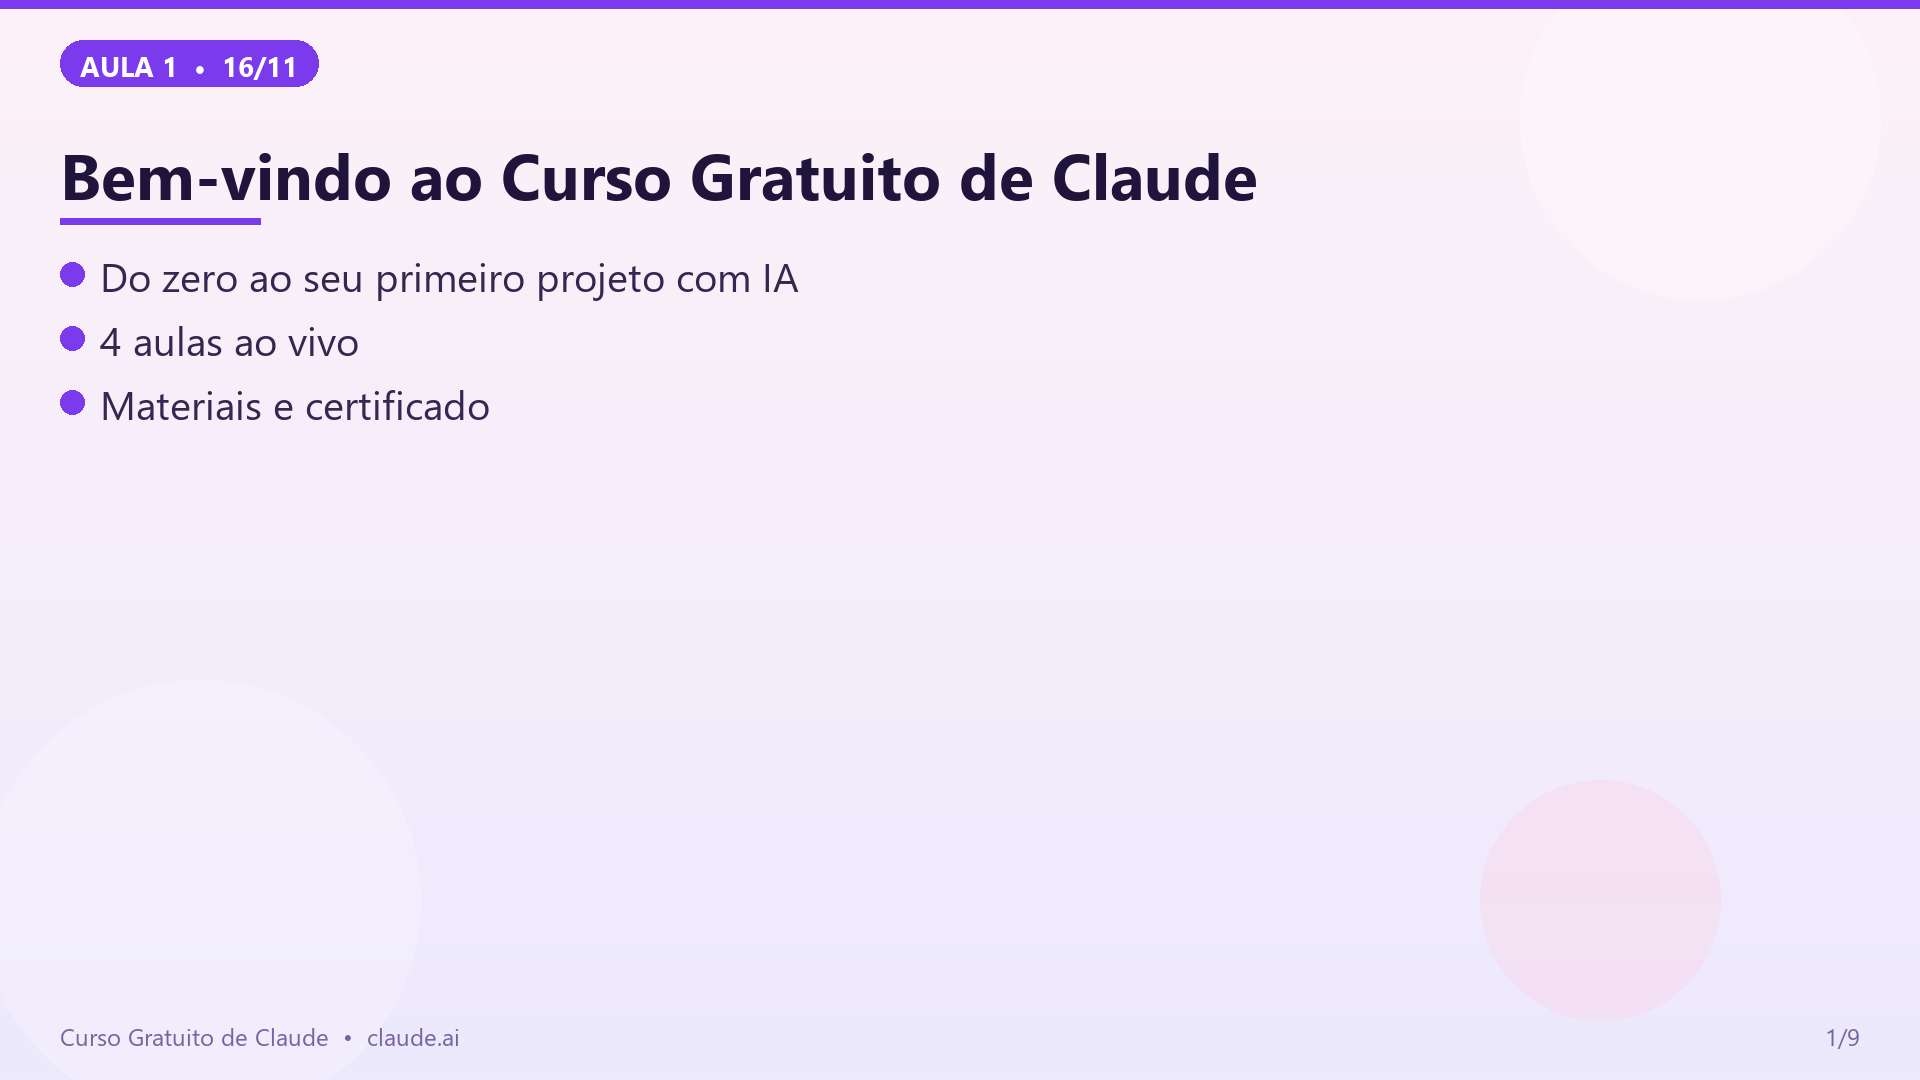 AULA 1 • 16/11
Bem-vindo ao Curso Gratuito de Claude
Do zero ao seu primeiro projeto com IA
4 aulas ao vivo
Materiais e certificado
Curso Gratuito de Claude • claude.ai
1/9